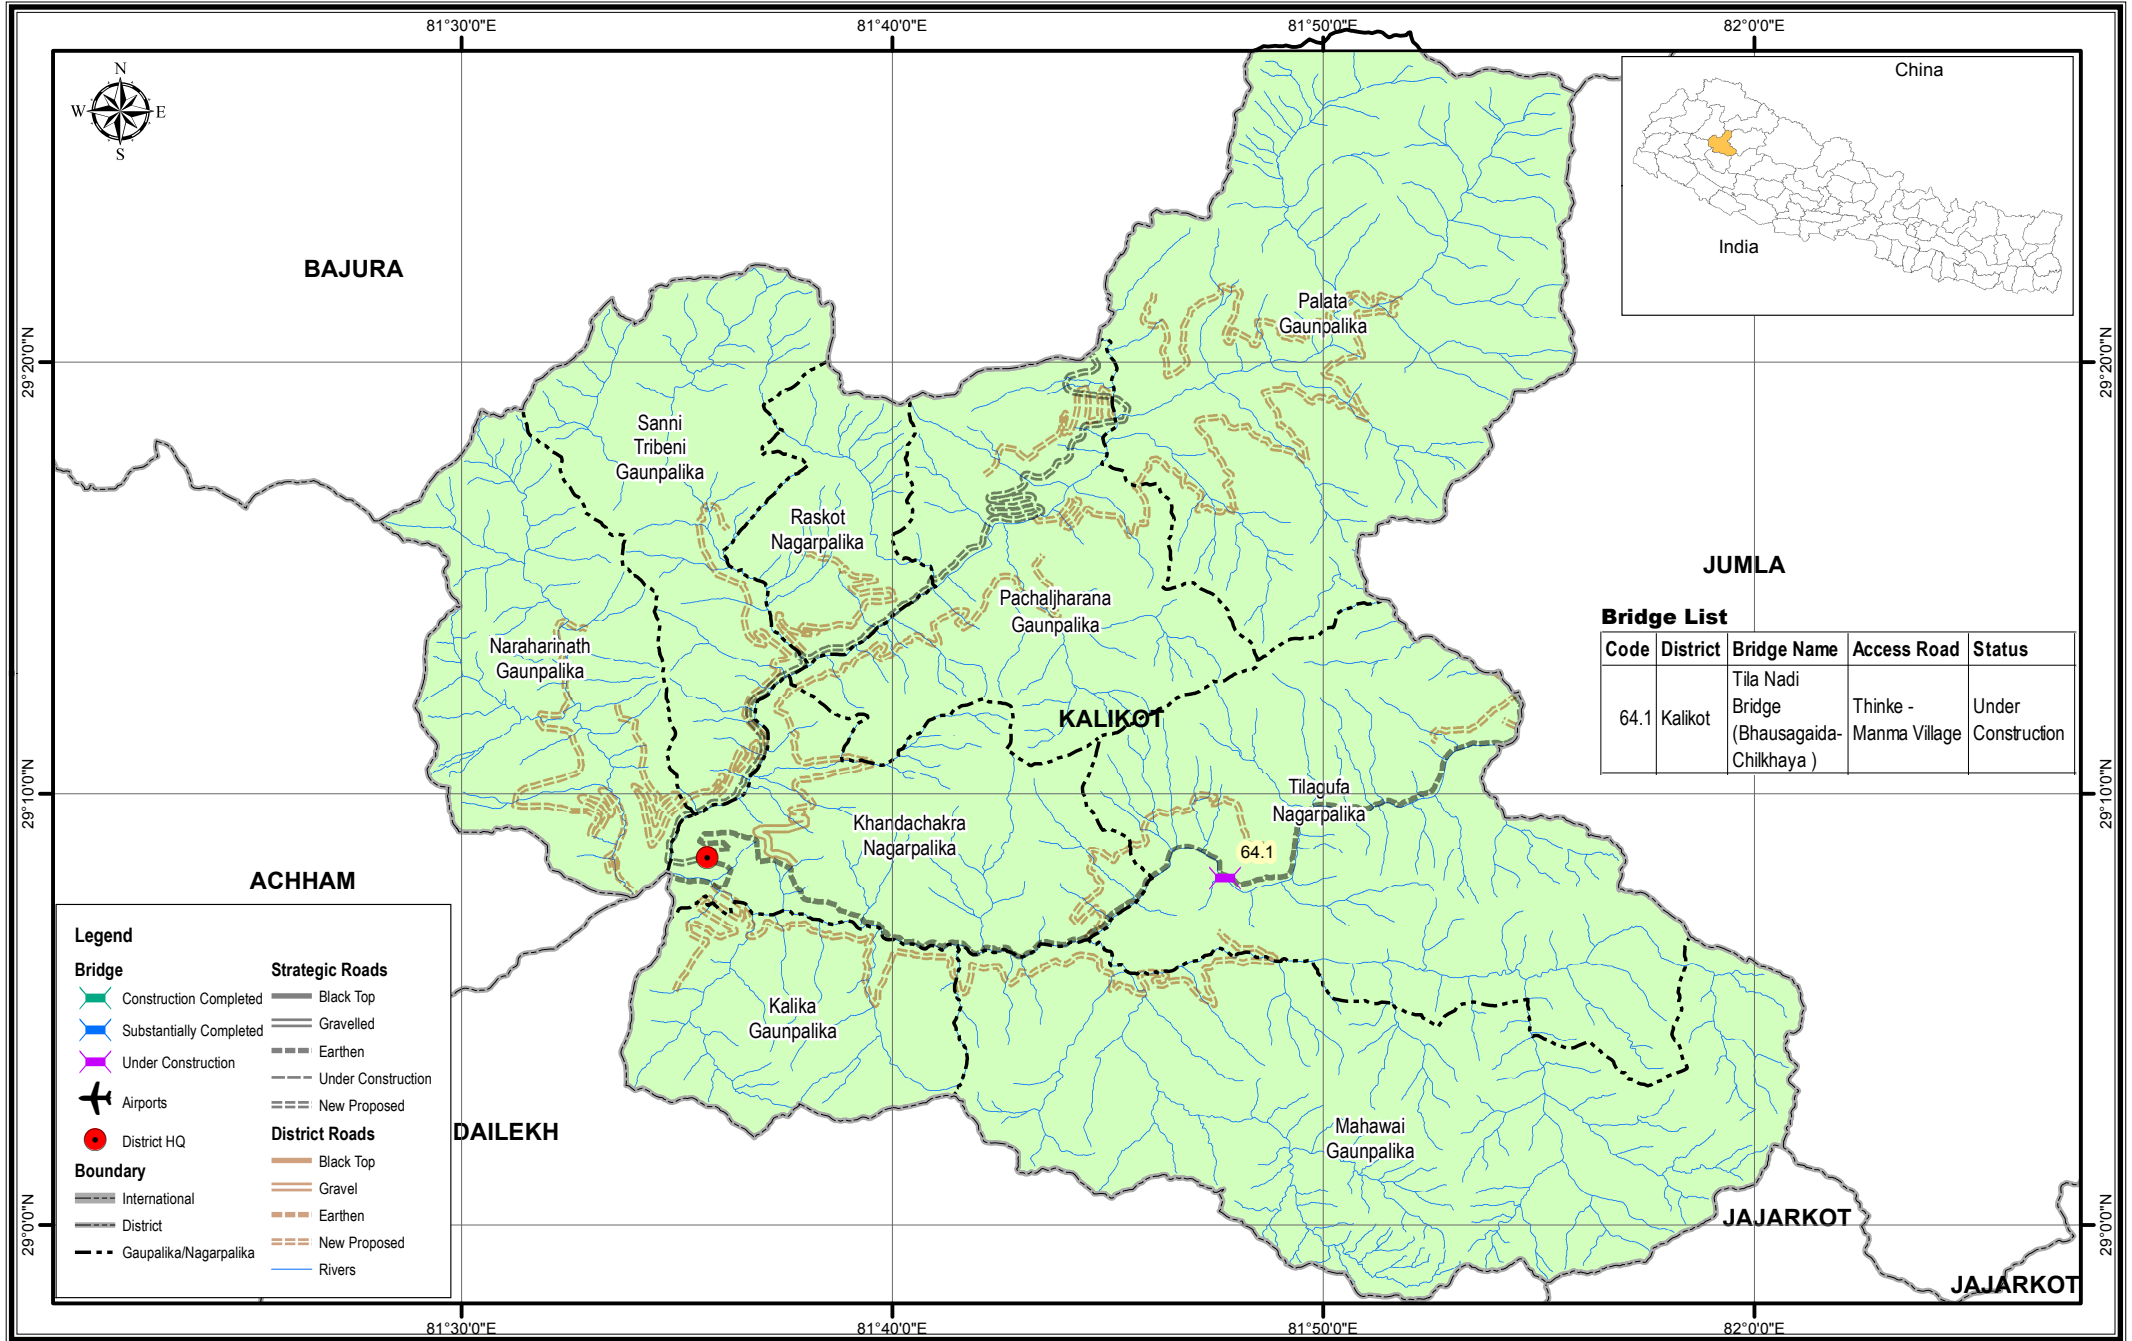 81°30'0"E
81°40'0"E
81°50'0"E
82°0'0"E
N
W
E
S
China
India
BAJURA
Palata
Gaunpalika
29°20'0"N
29°20'0"N
Sanni
Tribeni
Gaunpalika
Raskot
Nagarpalika
JUMLA
Pachaljharana
Gaunpalika
Naraharinath
Gaunpalika
Bridge List
Code District Bridge Name Access Road Status
64.1 Kalikot Tila Nadi
Bridge
(Bhausagaida-
Chilkhaya )
Thinke -
Manma Village
Under
Construction
KALIKOT
29°10'0"N
29°10'0"N
Tilagufa
Nagarpalika
Khandachakra
Nagarpalika
64.1
ACHHAM
Kalika
Gaunpalika
DAILEKH
Mahawai
Gaunpalika
JAJARKOT
JAJARKOT
29°0'0"N
29°0'0"N
Legend
Bridge
Construction Completed
Substantially Completed
Under Construction
Airports
District HQ
Boundary
International
District
Gaupalika/Nagarpalika
Strategic Roads
Black Top
Gravelled
Earthen
Under Construction
New Proposed
District Roads
Black Top
Gravel
Earthen
New Proposed
Rivers
81°30'0"E
81°40'0"E
81°50'0"E
82°0'0"E